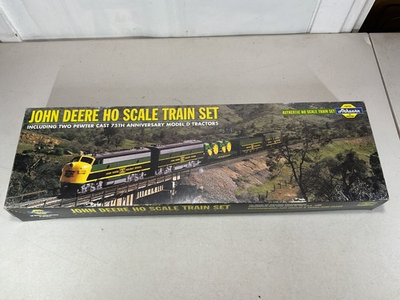 JOHN DEERE HO SCALE TRAIN SET
INCLUDING TWO PEWTER CAST 75TH ANNIVERSARY MODEL D TRACTORS
Athearn
AUTHENTIC HO SCALE TRAIN SET
JOHN DEERE HO SCALE TRAIN SET